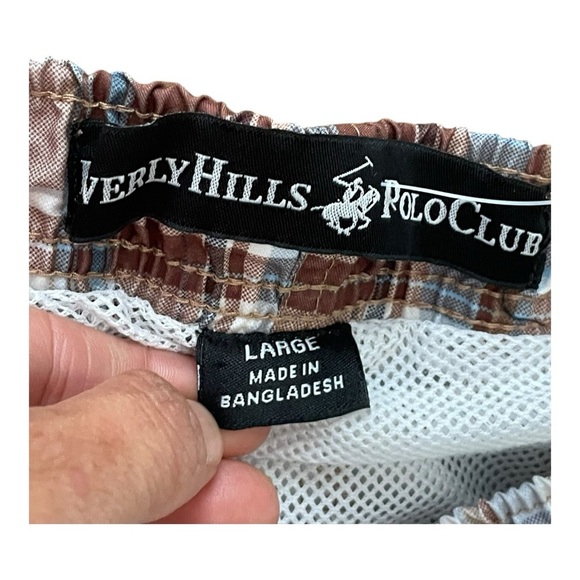 VERLY HILLS POLO CLUB
LARGE
MADE IN
BANGLADESH